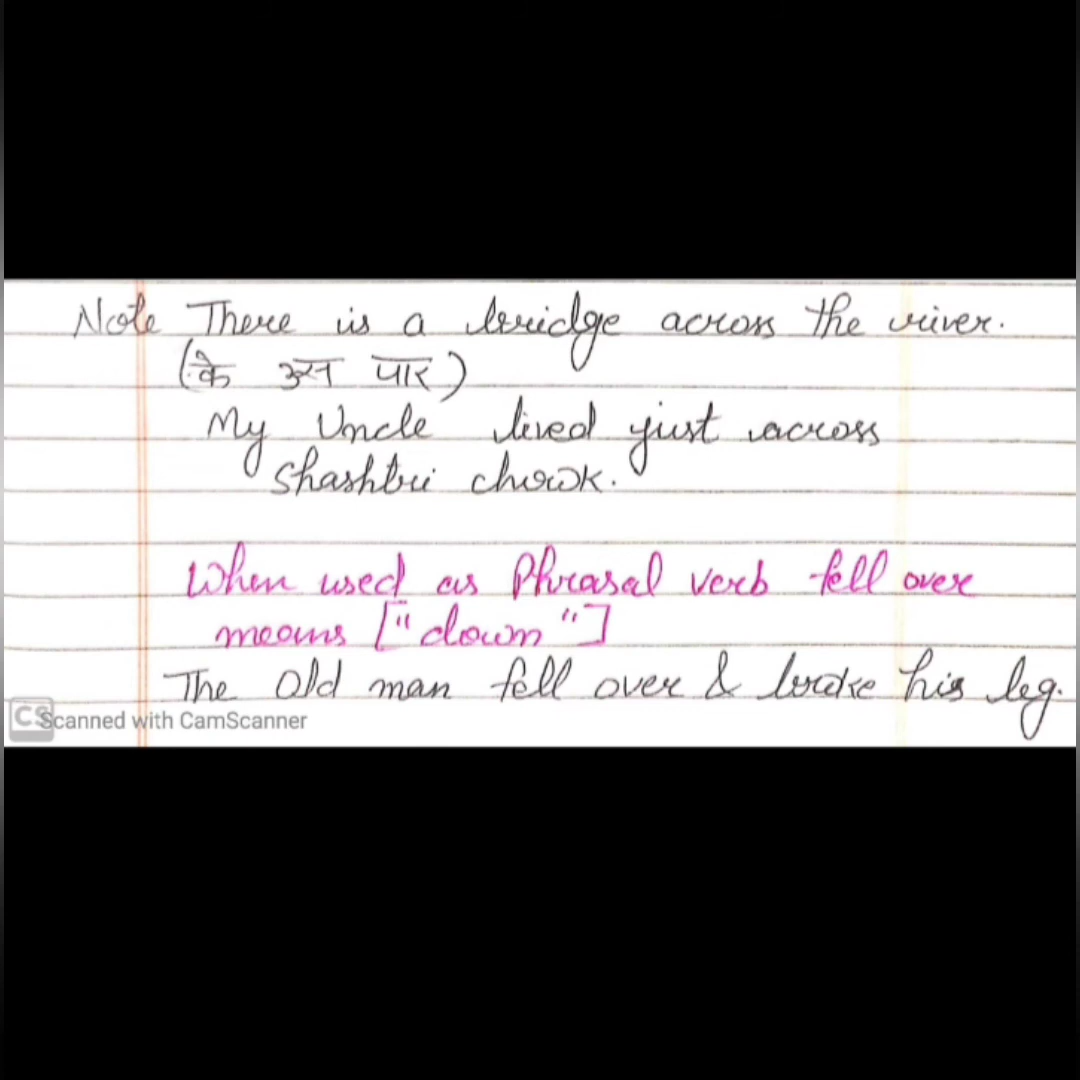 Note There is a bridge across the river.
(के उस पार)
My Uncle lived just across
Shashtri chowk.
When used as Phrasal verb fell over
means ["down"]
The Old man fell over & broke his leg.
CS Scanned with CamScanner